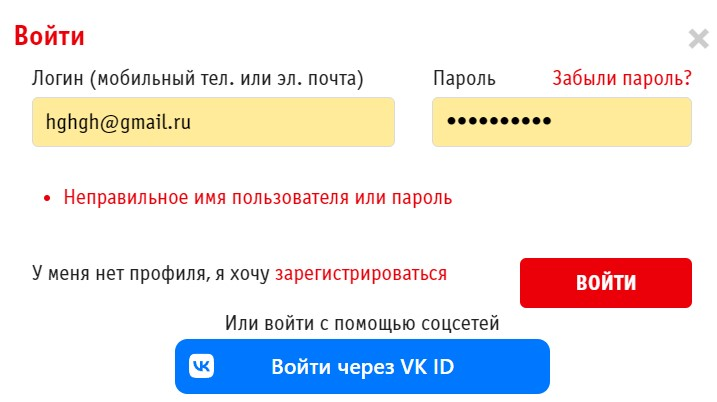 Войти
Логин (мобильный тел. или эл. почта)
Пароль
Забыли пароль?
hghgh@gmail.ru
••••••••••
• Неправильное имя пользователя или пароль
У меня нет профиля, я хочу зарегистрироваться
ВОЙТИ
Или войти с помощью соцсетей
Войти через VK ID